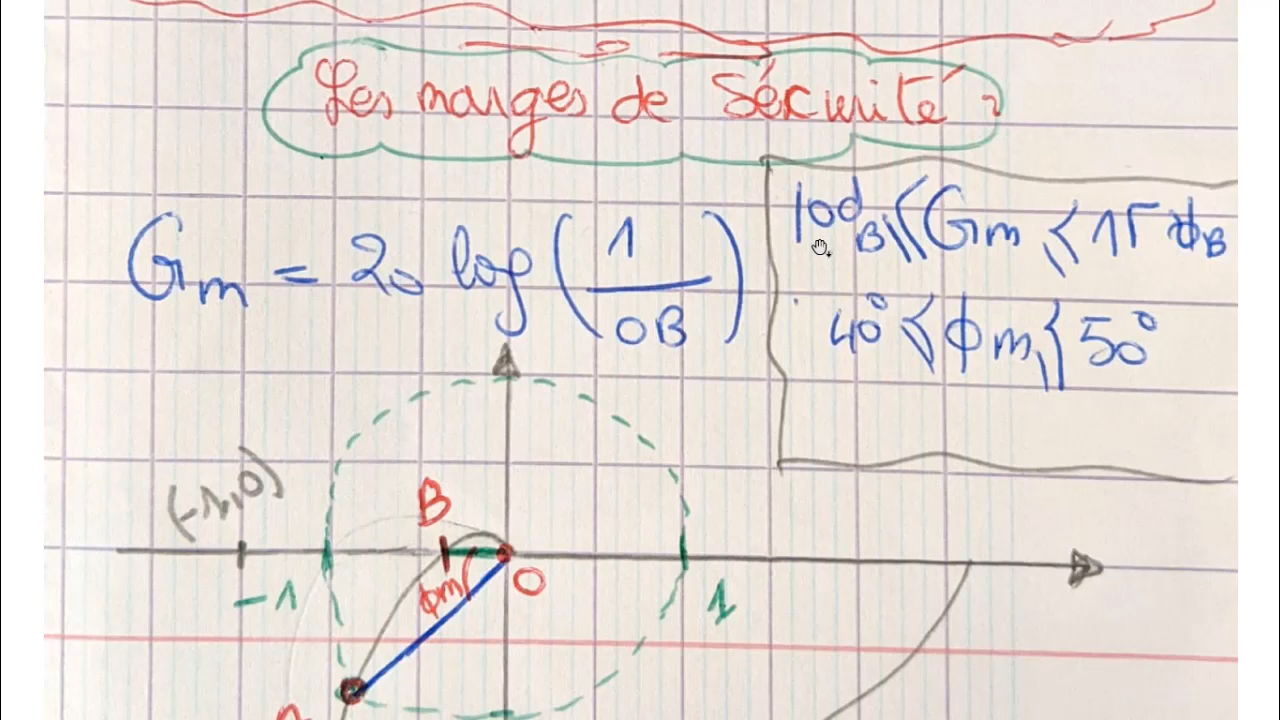 Les marges de Sécurité :
Gm = 20 log ( 1 / OB )
10dB ≤ Gm ≤ 15 dB
40° ≤ ϕm ≤ 50°
(-1,0)
B
ϕm
O
-1
1